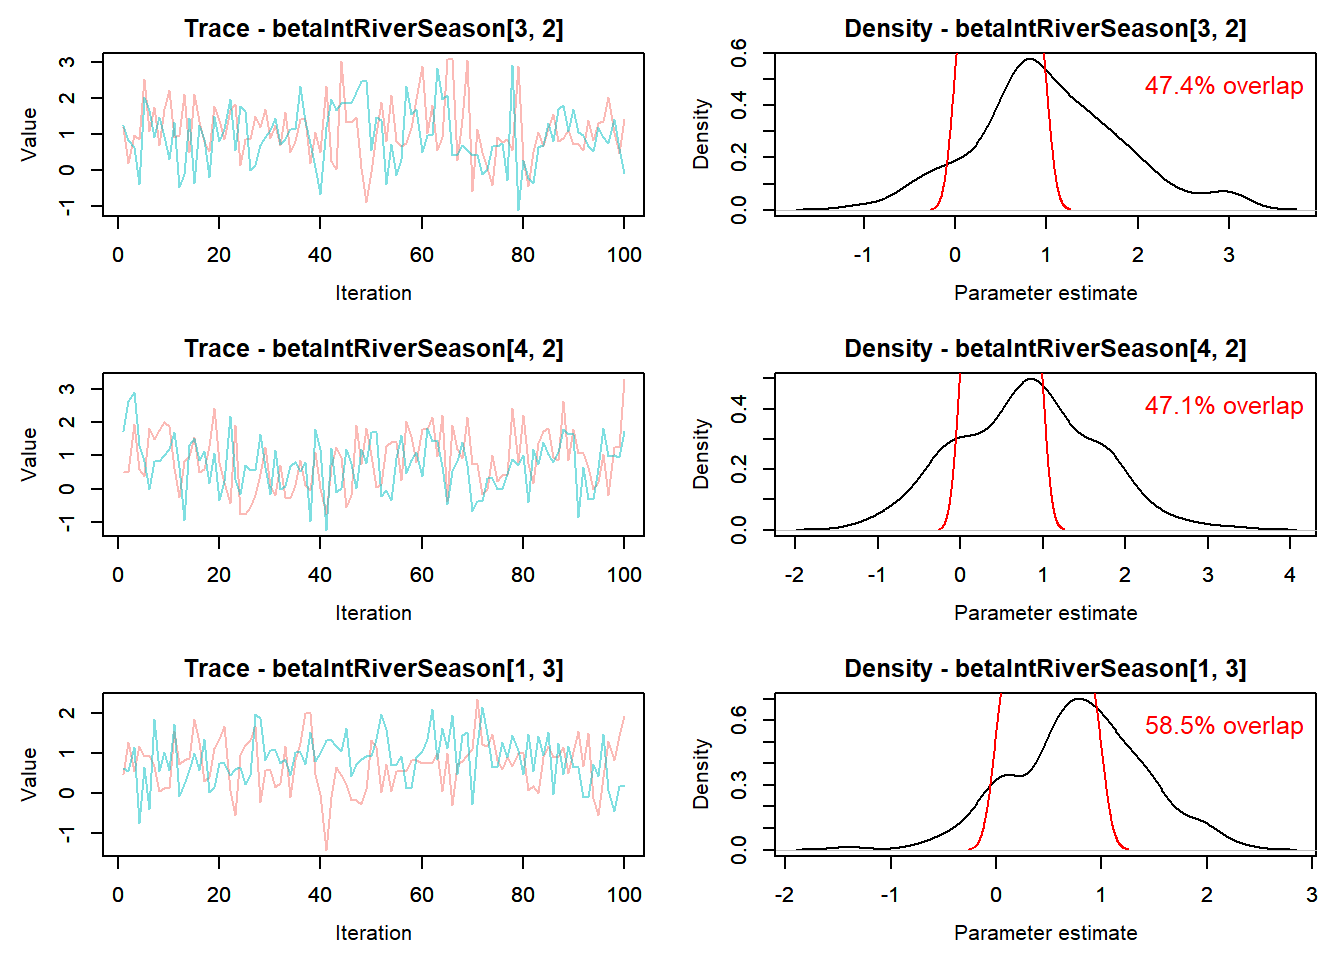 Trace - betaIntRiverSeason[3, 2]
Value
-1 0 1 2 3
0 20 40 60 80 100
Iteration
Density - betaIntRiverSeason[3, 2]
Density
0.0 0.2 0.4 0.6
47.4% overlap
-1 0 1 2 3
Parameter estimate
Trace - betaIntRiverSeason[4, 2]
Value
-1 0 1 2 3
0 20 40 60 80 100
Iteration
Density - betaIntRiverSeason[4, 2]
Density
0.0 0.2 0.4
47.1% overlap
-2 -1 0 1 2 3 4
Parameter estimate
Trace - betaIntRiverSeason[1, 3]
Value
-1 0 1 2
0 20 40 60 80 100
Iteration
Density - betaIntRiverSeason[1, 3]
Density
0.0 0.3 0.6
58.5% overlap
-2 -1 0 1 2 3
Parameter estimate